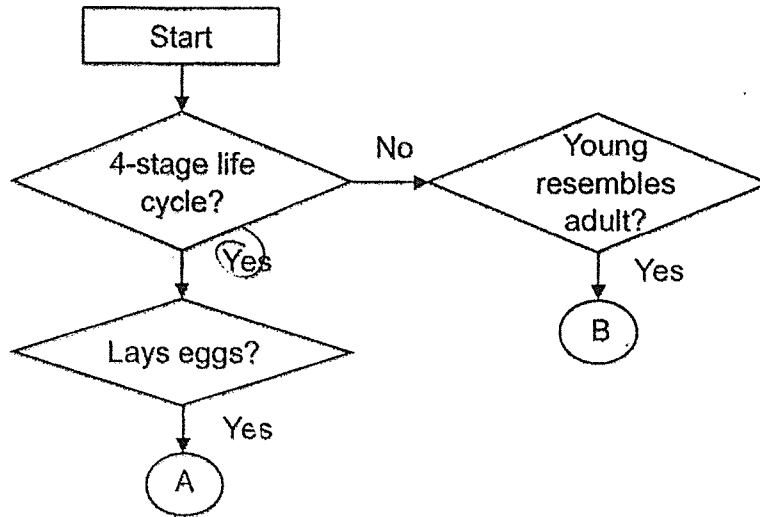 Start
4-stage life
cycle?
No
Young
resembles
adult?
Yes
Yes
B
Lays eggs?
Yes
A